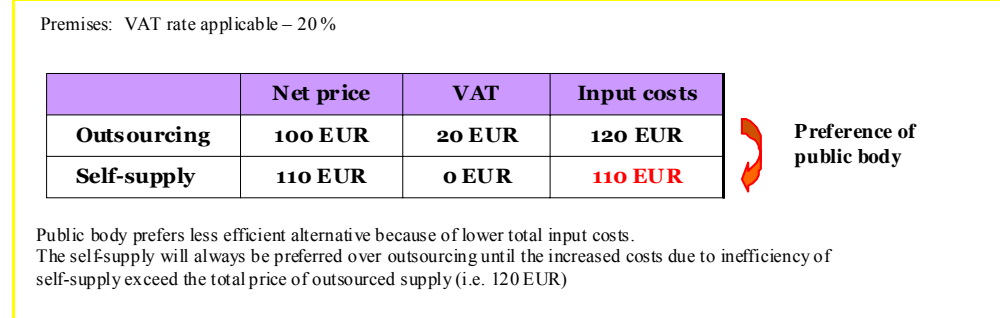 Premises: VAT rate applicable – 20%
Net price VAT Input costs
Outsourcing 100 EUR 20 EUR 120 EUR
Self-supply 110 EUR 0 EUR 110 EUR
Preference of
public body
Public body prefers less efficient alternative because of lower total input costs.
The self-supply will always be preferred over outsourcing until the increased costs due to inefficiency of
self-supply exceed the total price of outsourced supply (i.e. 120 EUR)